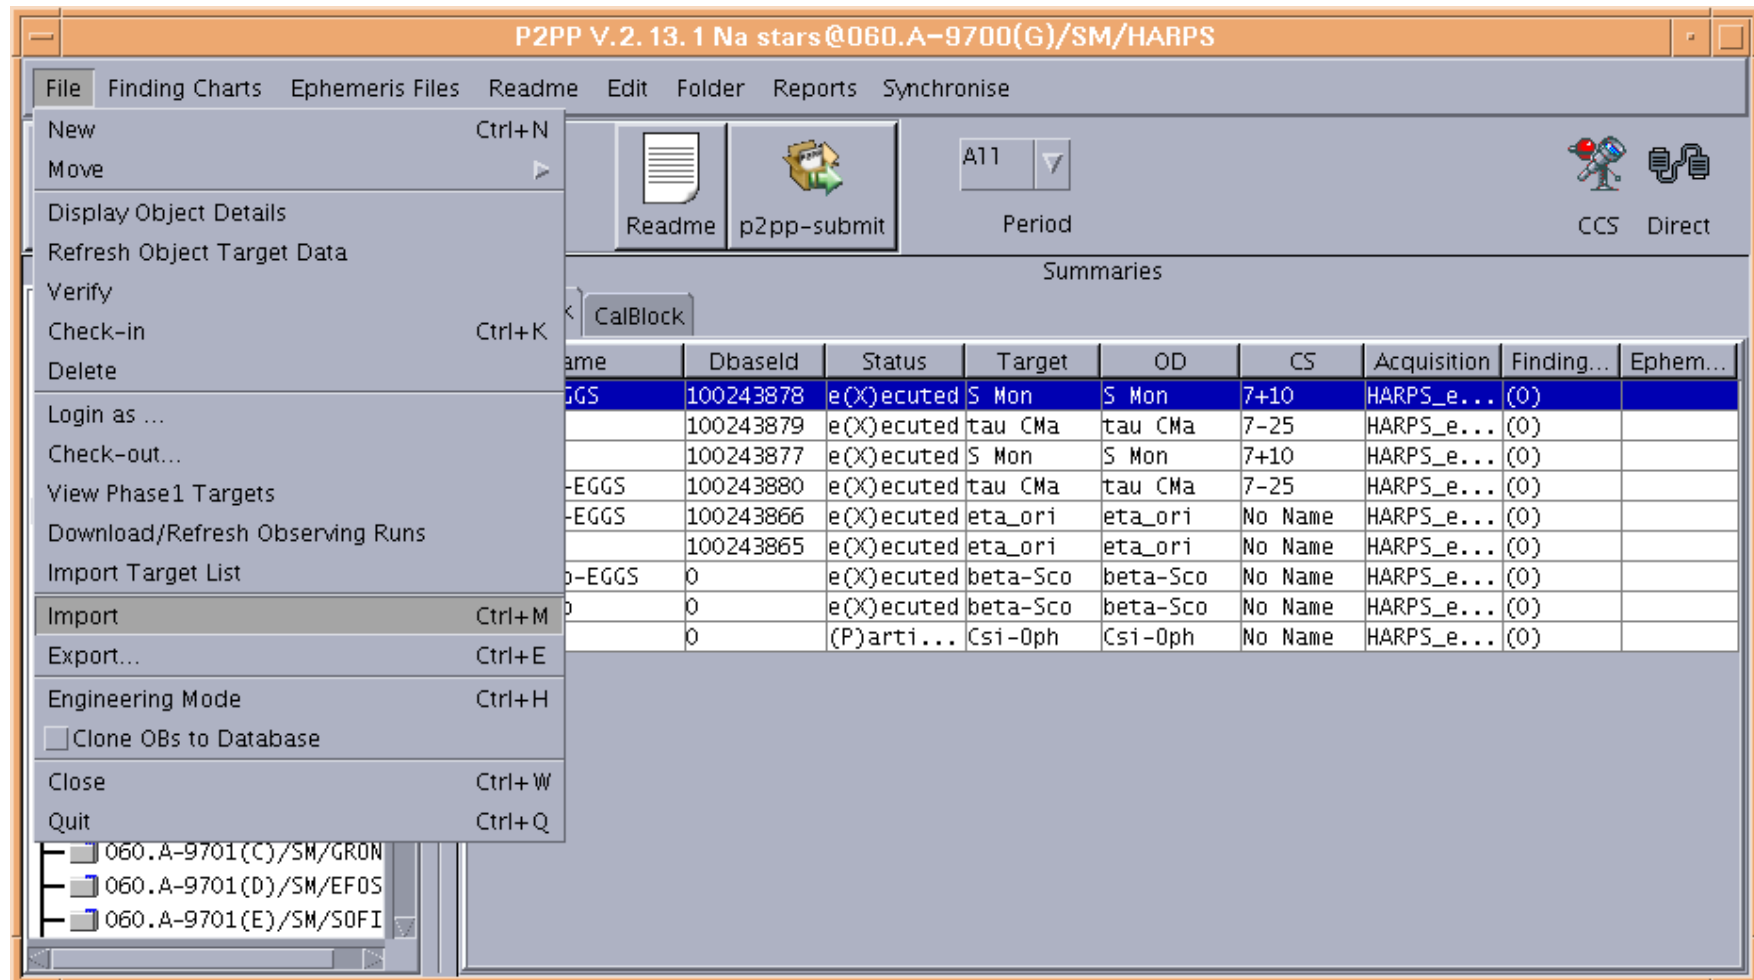 P2PP V.2.13.1 Na stars@060.A-9700(G)/SM/HARPS
File Finding Charts Ephemeris Files Readme Edit Folder Reports Synchronise
New Ctrl+N
Move
Display Object Details
Refresh Object Target Data
Verify
Check-in Ctrl+K
Delete
Login as ...
Check-out...
View Phase1 Targets
Download/Refresh Observing Runs
Import Target List
Import Ctrl+M
Export... Ctrl+E
Engineering Mode Ctrl+H
Clone OBs to Database
Close Ctrl+W
Quit Ctrl+Q
060.A-9701(C)/SM/GRON
060.A-9701(D)/SM/EFOS
060.A-9701(E)/SM/SOFI
Readme p2pp-submit
All
Period
CCS Direct
Summaries
CalBlock
ame DbaseId Status Target OD CS Acquisition Finding... Ephem...
GGS 100243878 e(X)ecuted S Mon S Mon 7+10 HARPS_e... (0)
100243879 e(X)ecuted tau CMa tau CMa 7-25 HARPS_e... (0)
100243877 e(X)ecuted S Mon S Mon 7+10 HARPS_e... (0)
-EGGS 100243880 e(X)ecuted tau CMa tau CMa 7-25 HARPS_e... (0)
-EGGS 100243866 e(X)ecuted eta_ori eta_ori No Name HARPS_e... (0)
100243865 e(X)ecuted eta_ori eta_ori No Name HARPS_e... (0)
o-EGGS 0 e(X)ecuted beta-Sco beta-Sco No Name HARPS_e... (0)
o 0 e(X)ecuted beta-Sco beta-Sco No Name HARPS_e... (0)
0 (P)arti... Csi-Oph Csi-Oph No Name HARPS_e... (0)